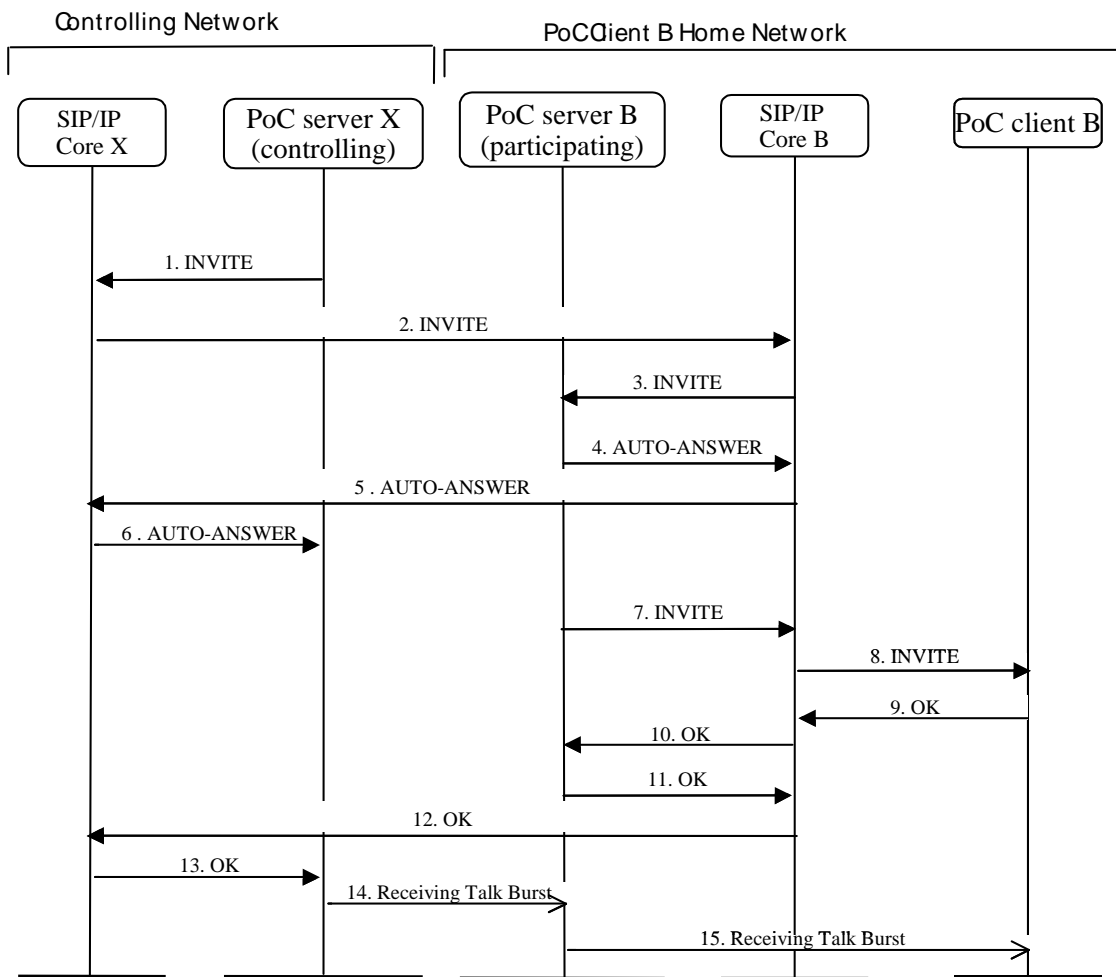 Controlling Network
PoCClient B Home Network
SIP/IP
Core X
PoC server X
(controlling)
PoC server B
(participating)
SIP/IP
Core B
PoC client B
1. INVITE
2. INVITE
3. INVITE
4. AUTO-ANSWER
5 . AUTO-ANSWER
6 . AUTO-ANSWER
7. INVITE
8. INVITE
9. OK
10. OK
11. OK
12. OK
13. OK
14. Receiving Talk Burst
15. Receiving Talk Burst